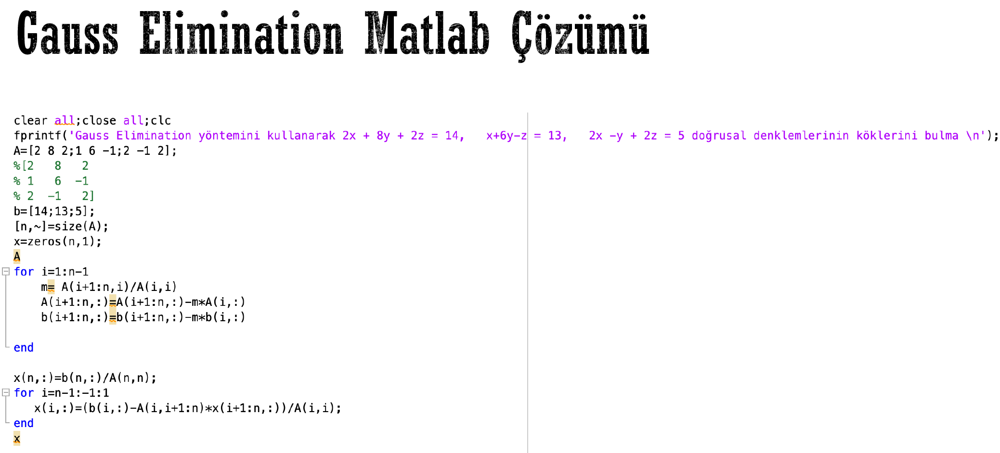 Gauss Elimination Matlab Çözümü
clear all;close all;clc
fprintf('Gauss Elimination yöntemini kullanarak 2x + 8y + 2z = 14,   x+6y-z = 13,   2x -y + 2z = 5 doğrusal denklemlerinin köklerini bulma \n');
A=[2 8 2;1 6 -1;2 -1 2];
%[2   8   2
% 1   6  -1
% 2  -1   2]
b=[14;13;5];
[n,~]=size(A);
x=zeros(n,1);
A
for i=1:n-1
    m= A(i+1:n,i)/A(i,i)
    A(i+1:n,:)=A(i+1:n,:)-m*A(i,:)
    b(i+1:n,:)=b(i+1:n,:)-m*b(i,:)
end
x(n,:)=b(n,:)/A(n,n);
for i=n-1:-1:1
   x(i,:)=(b(i,:)-A(i,i+1:n)*x(i+1:n,:))/A(i,i);
end
x